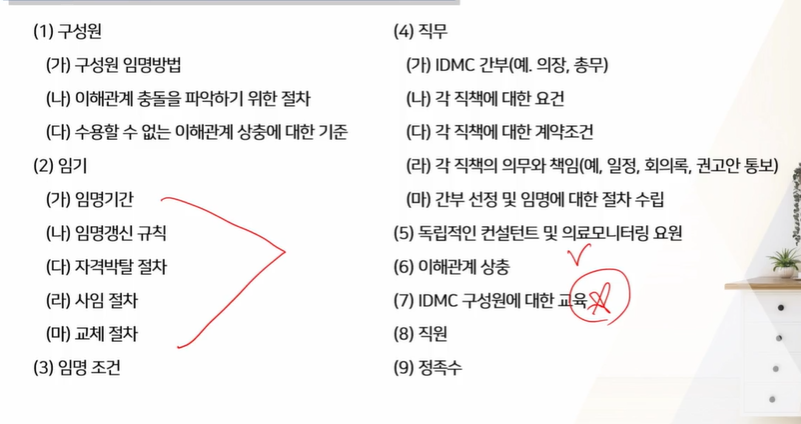 (1) 구성원
(가) 구성원 임명방법
(나) 이해관계 충돌을 파악하기 위한 절차
(다) 수용할 수 없는 이해관계 상충에 대한 기준
(2) 임기
(가) 임명기간
(나) 임명갱신 규칙
(다) 자격박탈 절차
(라) 사임 절차
(마) 교체 절차
(3) 임명 조건
(4) 직무
(가) IDMC 간부(예. 의장, 총무)
(나) 각 직책에 대한 요건
(다) 각 직책에 대한 계약조건
(라) 각 직책의 의무와 책임(예, 일정, 회의록, 권고안 통보)
(마) 간부 선정 및 임명에 대한 절차 수립
(5) 독립적인 컨설턴트 및 의료모니터링 요원
(6) 이해관계 상충
(7) IDMC 구성원에 대한 교육
(8) 직원
(9) 정족수